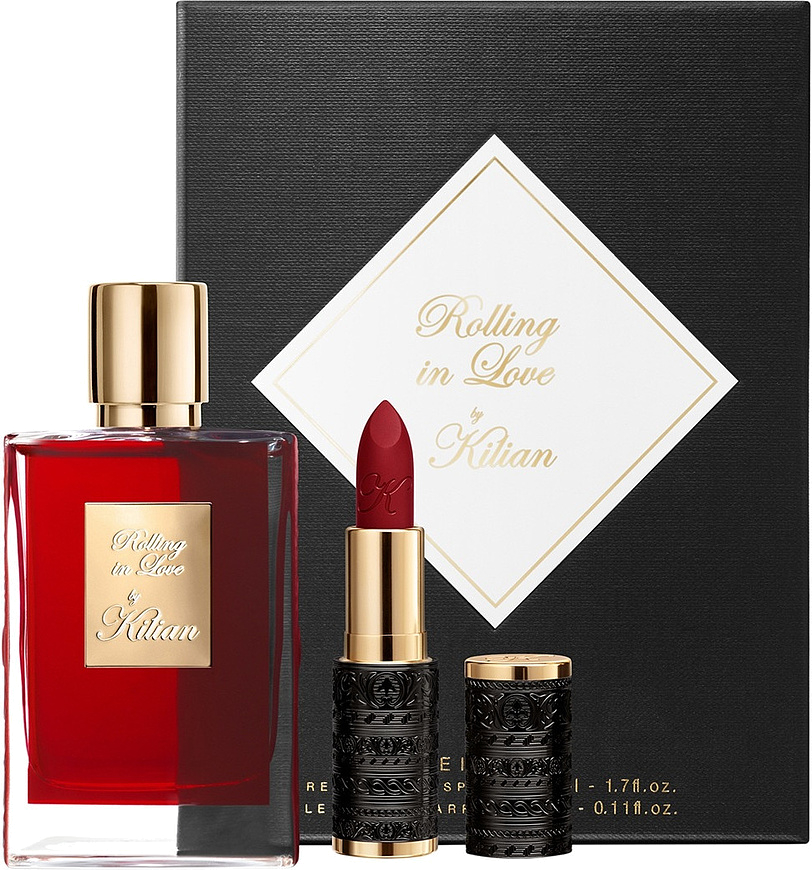 Rolling
in Love
by
Kilian
Rolling
in Love
by
Kilian
K
- 1.7fl.oz.
- 0.11fl.oz.